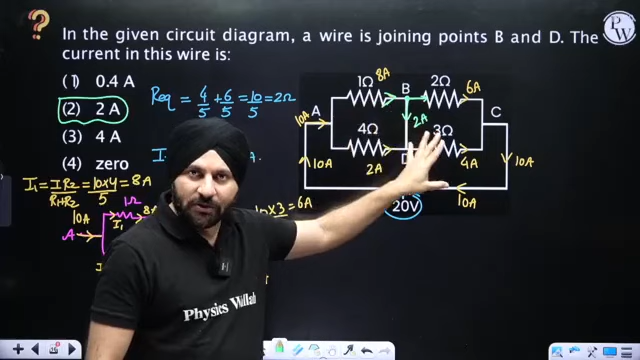 In the given circuit diagram, a wire is joining points B and D. The
current in this wire is:
(1) 0.4 A
(2) 2 A
(3) 4 A
(4) zero
Req = 4/5 + 6/5 = 10/5 = 2Ω
I₁ = IR₂/(R₁+R₂) = 10×4/5 = 8A
10A
1Ω
8A
A
I₁
×3 = 6A
1Ω
8A
B
2Ω
6A
A
10A
2A
C
4Ω
3Ω
10A
2A
D
4A
10A
10A
20V
Physics Wallah